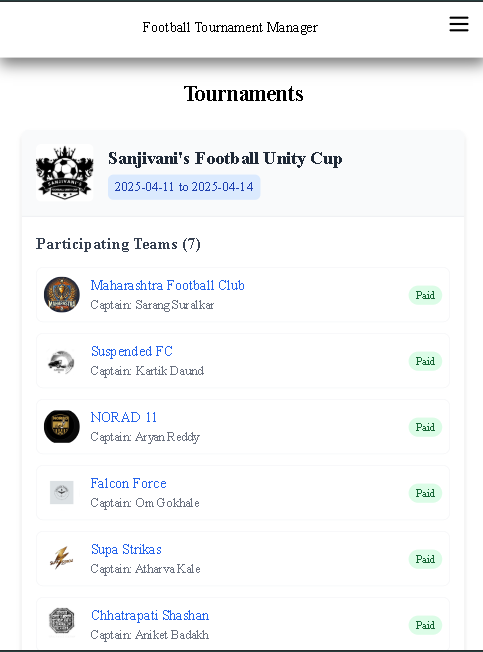 Football Tournament Manager
Tournaments
SANJIVANI'S
Sanjivani's Football Unity Cup
2025-04-11 to 2025-04-14
Participating Teams (7)
Maharashtra Football Club
Captain: Sarang Suralkar
Paid
Suspended FC
Captain: Kartik Daund
Paid
NORAD 11
Captain: Aryan Reddy
Paid
Falcon Force
Captain: Om Gokhale
Paid
Supa Strikas
Captain: Atharva Kale
Paid
Chhatrapati Shashan
Captain: Aniket Badakh
Paid